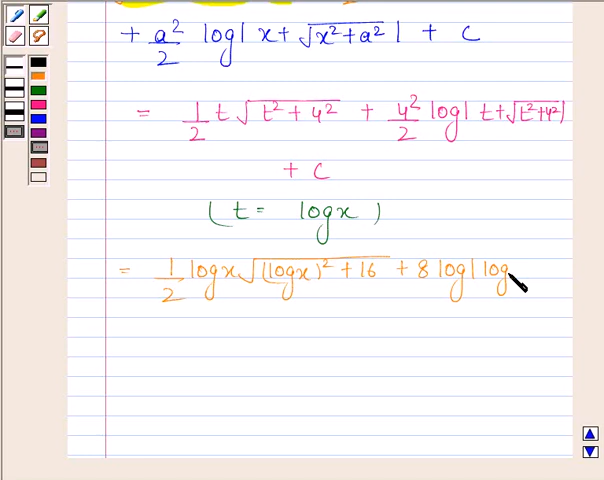 + a²/2 log| x + √(x² + a²) | + c
= 1/2 t √(t² + 4²) + 4²/2 log| t + √(t² + 4²) |
+ c
( t = log x )
= 1/2 log x √((log x)² + 16) + 8 log| log